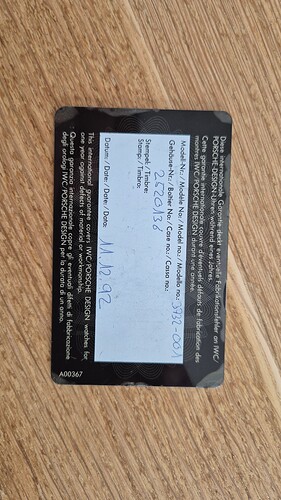 Diese internationale Garantie deckt eventuelle Fabrikationsfehler an IWC/
PORSCHE DESIGN-Uhren während eines Jahres.
Cette garantie internationale couvre d'éventuels défauts de fabrication des
montres IWC/PORSCHE DESIGN durant une année.
Modell-Nr.: / Modèle No.: / Model no.: / Modello no.: 3732-001
Gehäuse-Nr.: / Boîtier No.: / Case no.: / Cassa no.:
2520138
Stempel: / Timbre:
Stamp: / Timbro:
Datum: / Date: / Date: / Data: 11.12.92
This international guarantee covers IWC/PORSCHE DESIGN watches for
one year against defects of material or workmanship.
Questa garanzia internazionale copre gli eventuali difetti di fabbricazione
degli orologi IWC/PORSCHE DESIGN per la durata di un anno.
A00367